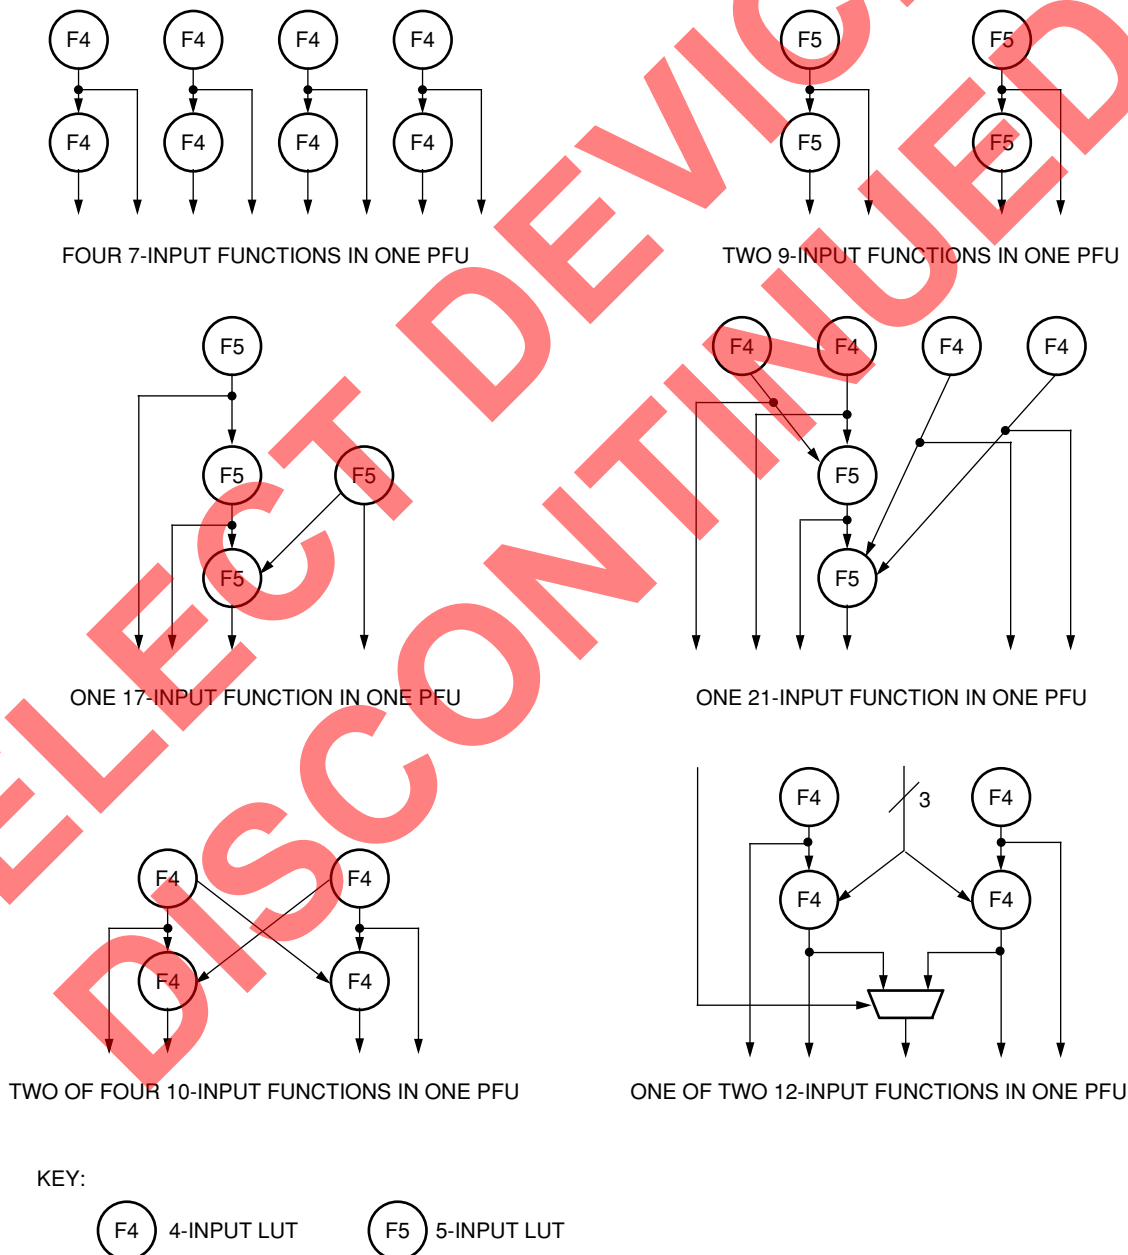 F4 F4 F4 F4 F5 F5
F4 F4 F4 F4 F5 F5
FOUR 7-INPUT FUNCTIONS IN ONE PFU
TWO 9-INPUT FUNCTIONS IN ONE PFU
F5
F5 F5
F5
ONE 17-INPUT FUNCTION IN ONE PFU
F4 F4 F4 F4
F5
F5
ONE 21-INPUT FUNCTION IN ONE PFU
F4 F4
F4 F4
TWO OF FOUR 10-INPUT FUNCTIONS IN ONE PFU
F4 3 F4
F4 F4
ONE OF TWO 12-INPUT FUNCTIONS IN ONE PFU
KEY:
F4 4-INPUT LUT F5 5-INPUT LUT
DISCONTINUED